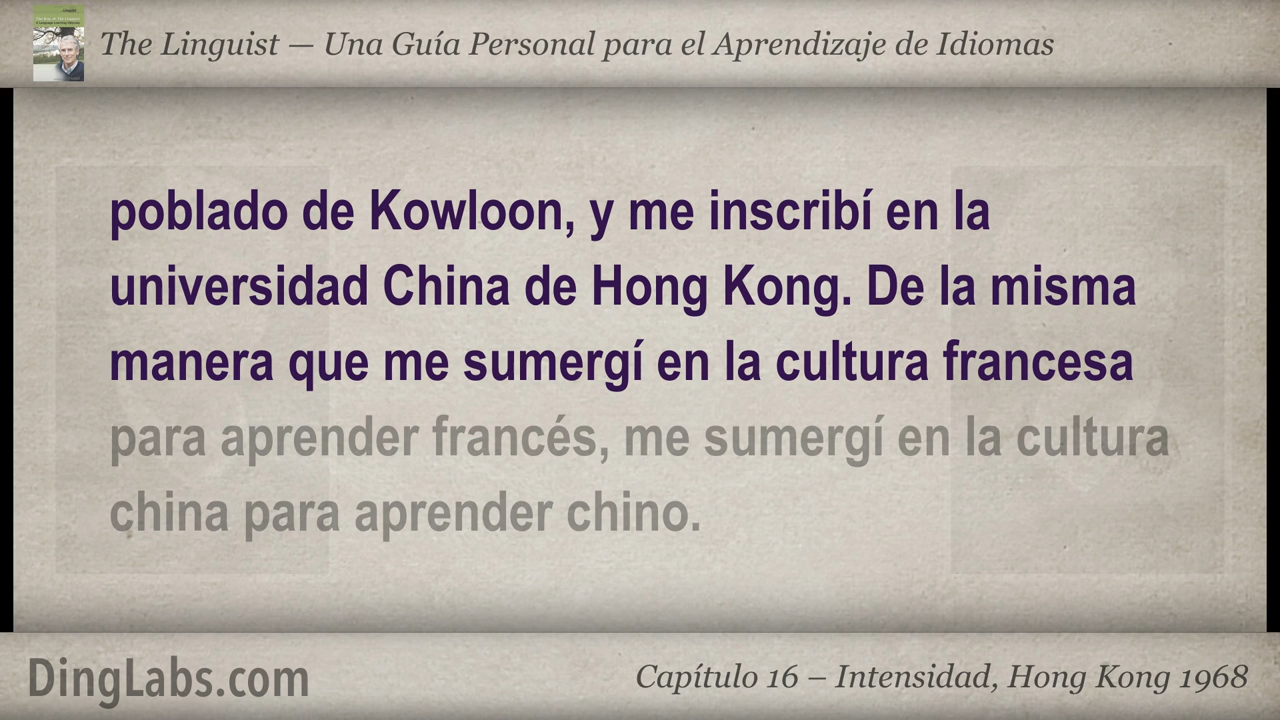 The Linguist — Una Guía Personal para el Aprendizaje de Idiomas
poblado de Kowloon, y me inscribí en la
universidad China de Hong Kong. De la misma
manera que me sumergí en la cultura francesa
para aprender francés, me sumergí en la cultura
china para aprender chino.
DingLabs.com
Capítulo 16 – Intensidad, Hong Kong 1968